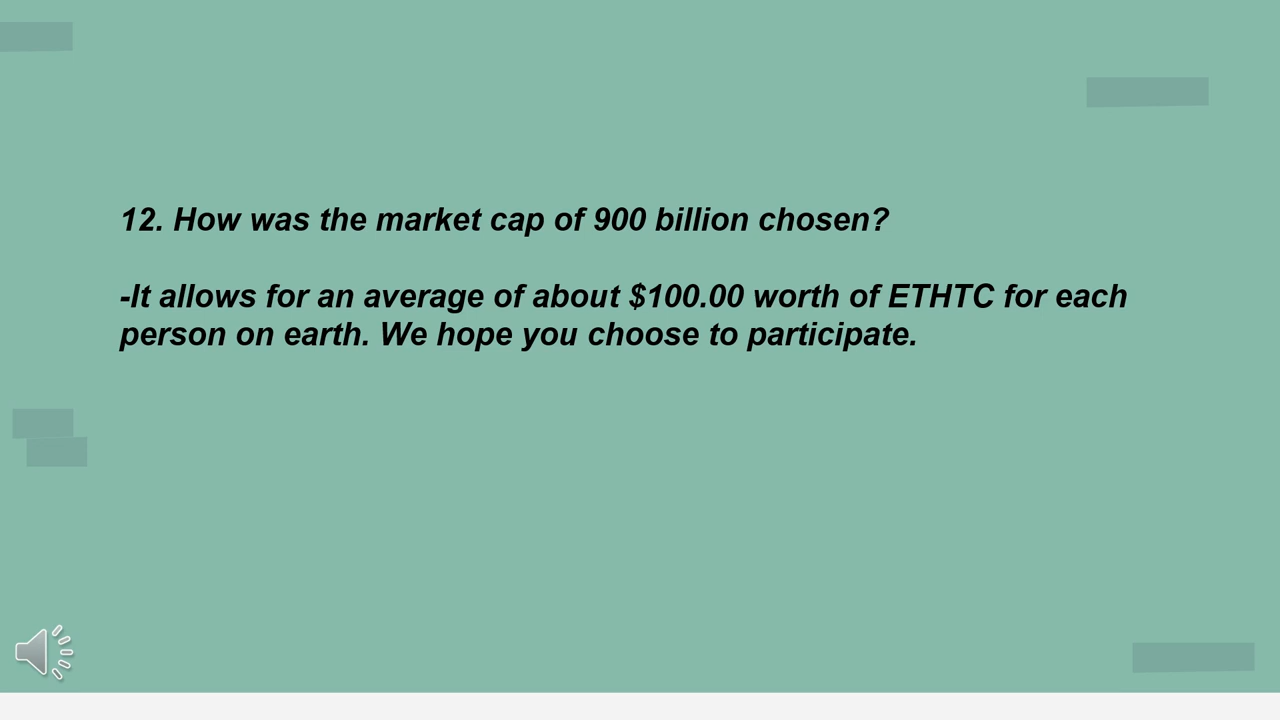 12. How was the market cap of 900 billion chosen?
-It allows for an average of about $100.00 worth of ETHTC for each
person on earth. We hope you choose to participate.